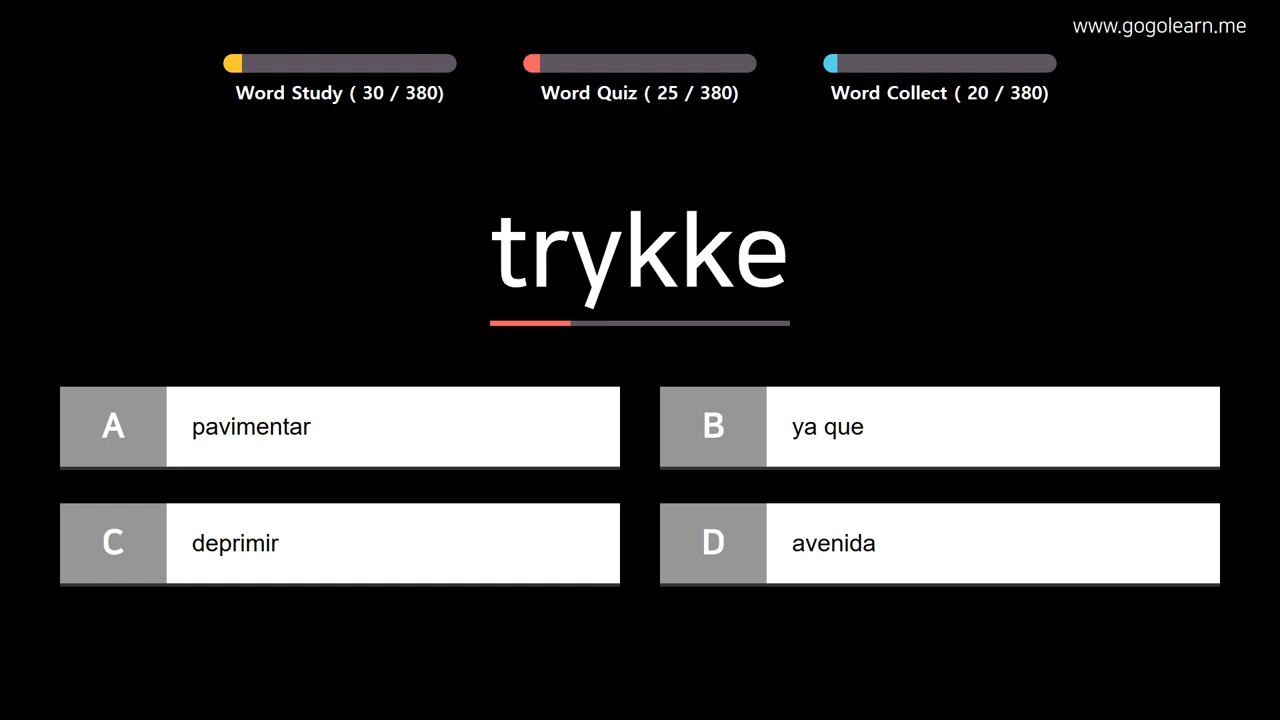 www.gogolearn.me
Word Study ( 30 / 380)
Word Quiz ( 25 / 380)
Word Collect ( 20 / 380)
trykke
A pavimentar
B ya que
C deprimir
D avenida